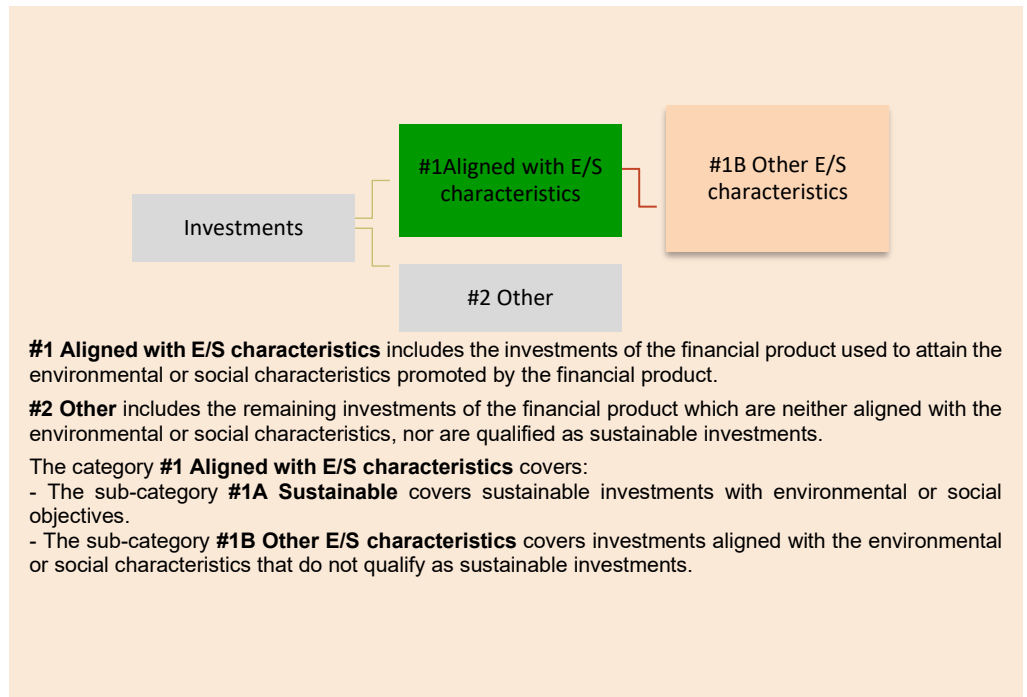 #1Aligned with E/S
characteristics
#1B Other E/S
characteristics
Investments
#2 Other
#1 Aligned with E/S characteristics includes the investments of the financial product used to attain the
environmental or social characteristics promoted by the financial product.
#2 Other includes the remaining investments of the financial product which are neither aligned with the
environmental or social characteristics, nor are qualified as sustainable investments.
The category #1 Aligned with E/S characteristics covers:
- The sub-category #1A Sustainable covers sustainable investments with environmental or social
objectives.
- The sub-category #1B Other E/S characteristics covers investments aligned with the environmental
or social characteristics that do not qualify as sustainable investments.